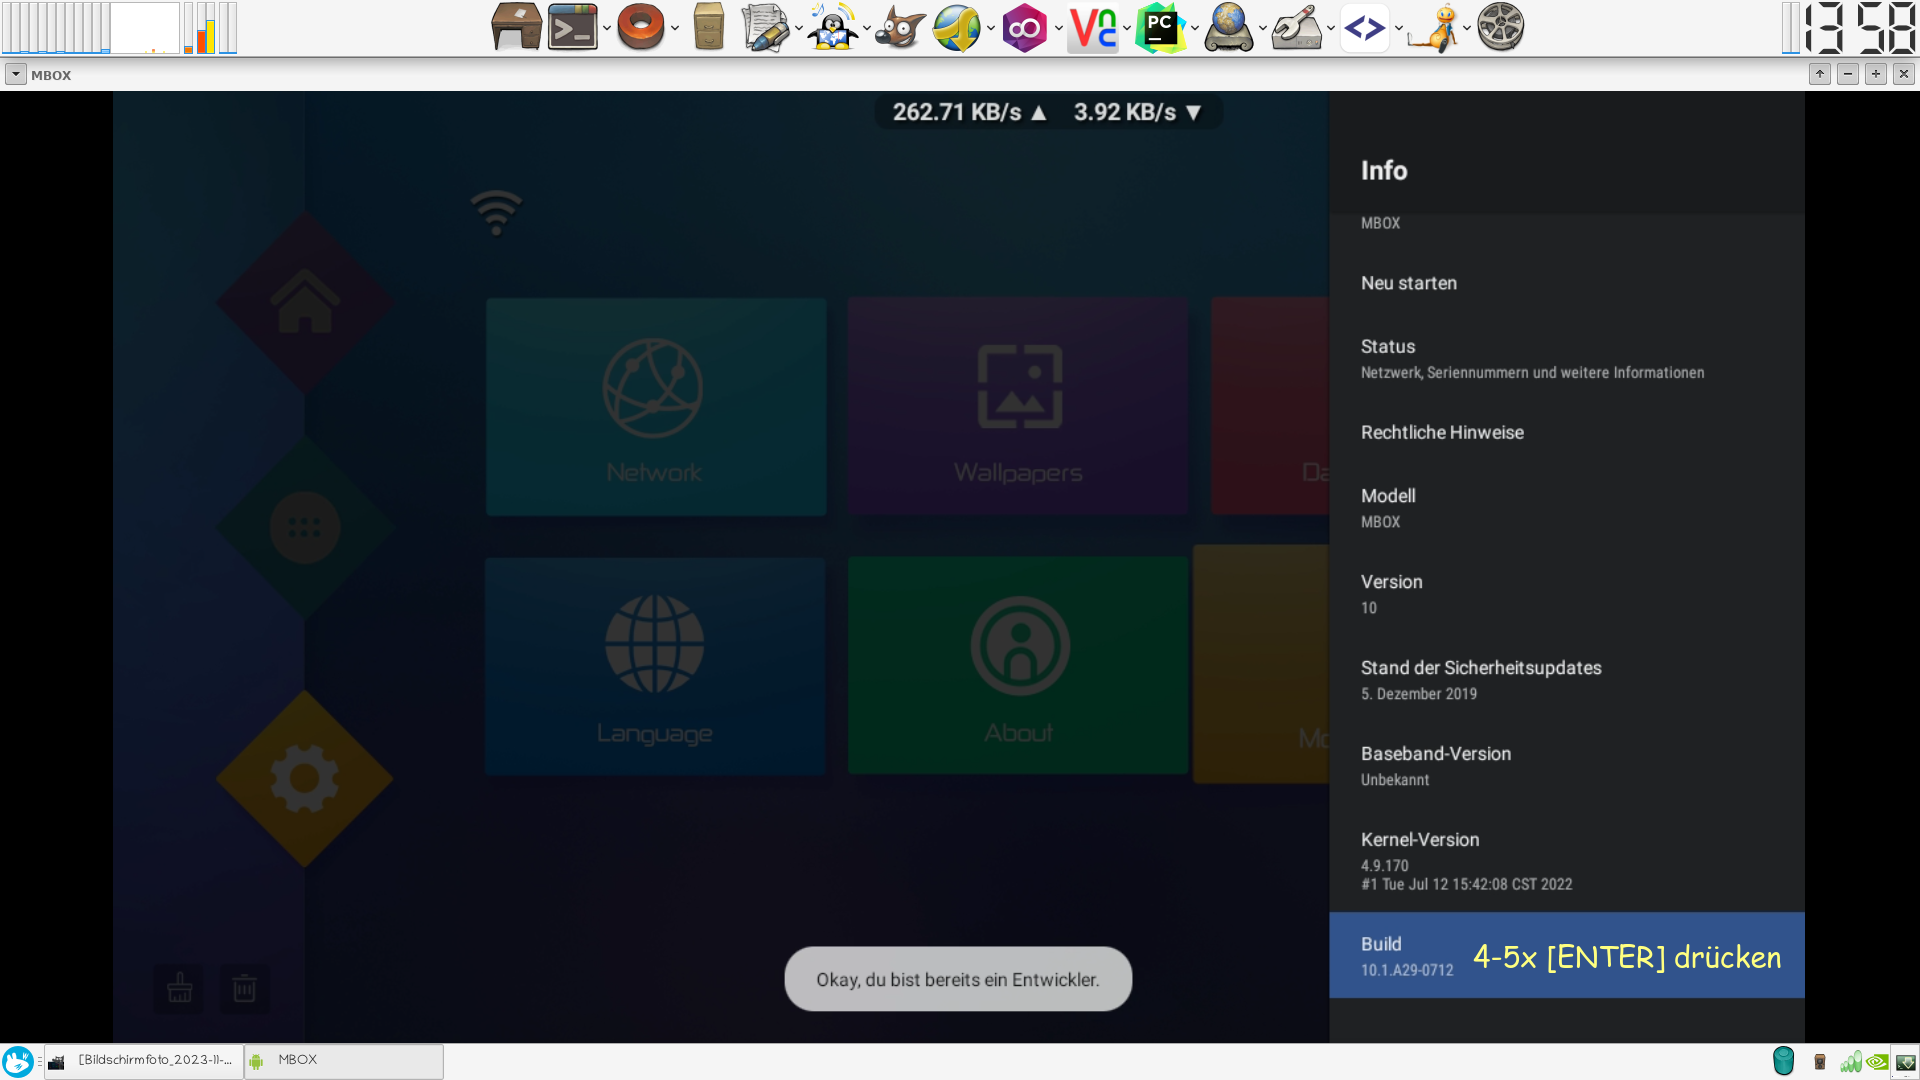 13 58
MBOX
262.71 KB/s ▲ 3.92 KB/s ▼
Info
MBOX
Neu starten
Status
Netzwerk, Seriennummern und weitere Informationen
Rechtliche Hinweise
Modell
MBOX
Version
10
Stand der Sicherheitsupdates
5. Dezember 2019
Baseband-Version
Unbekannt
Kernel-Version
4.9.170
#1 Tue Jul 12 15:42:08 CST 2022
Build
10.1.A29-0712
4-5x [ENTER] drücken
Network
Wallpapers
Da
Language
About
Mo
Okay, du bist bereits ein Entwickler.
[Bildschirmfoto_2023-11-...
MBOX
VNC
PC